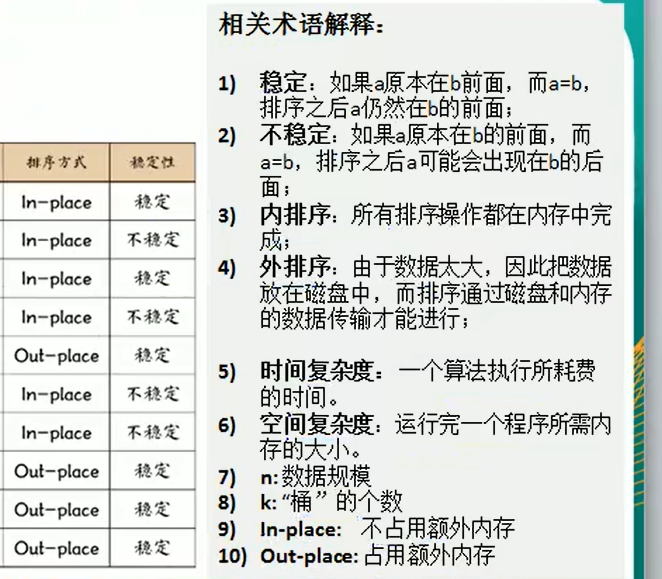 排序方式 稳定性
In-place 稳定
In-place 不稳定
In-place 稳定
In-place 不稳定
Out-place 稳定
In-place 不稳定
In-place 不稳定
Out-place 稳定
Out-place 稳定
Out-place 稳定
相关术语解释：
1) 稳定：如果a原本在b前面，而a=b，
排序之后a仍然在b的前面；
2) 不稳定：如果a原本在b的前面，而
a=b，排序之后a可能会出现在b的后
面；
3) 内排序：所有排序操作都在内存中完
成；
4) 外排序：由于数据太大，因此把数据
放在磁盘中，而排序通过磁盘和内存
的数据传输才能进行；
5) 时间复杂度：一个算法执行所耗费
的时间。
6) 空间复杂度：运行完一个程序所需内
存的大小。
7) n: 数据规模
8) k: “桶”的个数
9) In-place: 不占用额外内存
10) Out-place: 占用额外内存